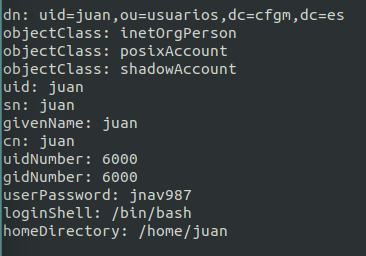 dn: uid=juan,ou=usuarios,dc=cfgm,dc=es
objectClass: inetOrgPerson
objectClass: posixAccount
objectClass: shadowAccount
uid: juan
sn: juan
givenName: juan
cn: juan
uidNumber: 6000
gidNumber: 6000
userPassword: jnav987
loginShell: /bin/bash
homeDirectory: /home/juan